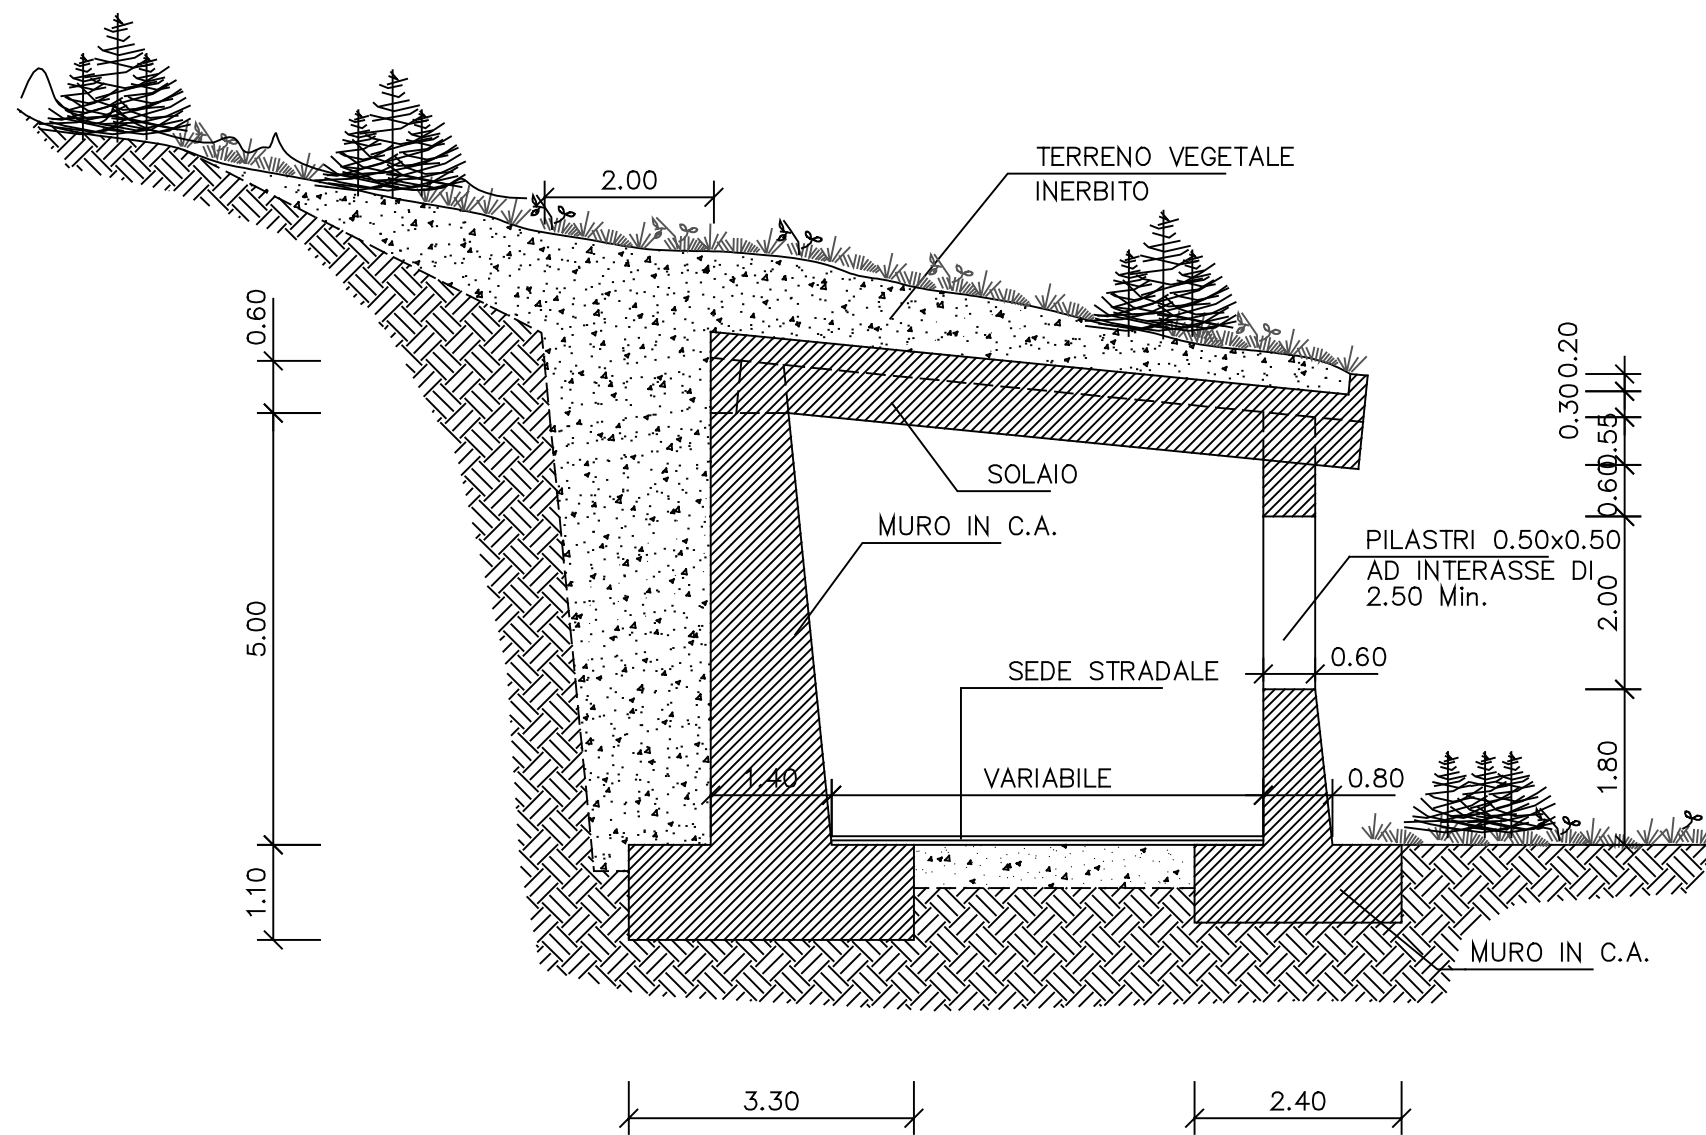 2.00
TERRENO VEGETALE
INERBITO
0.60
0.20
0.30
0.55
0.60
SOLAIO
MURO IN C.A.
PILASTRI 0.50x0.50
AD INTERASSE DI
2.50 Min.
2.00
5.00
SEDE STRADALE
0.60
1.40
VARIABILE
0.80
1.80
1.10
MURO IN C.A.
3.30
2.40